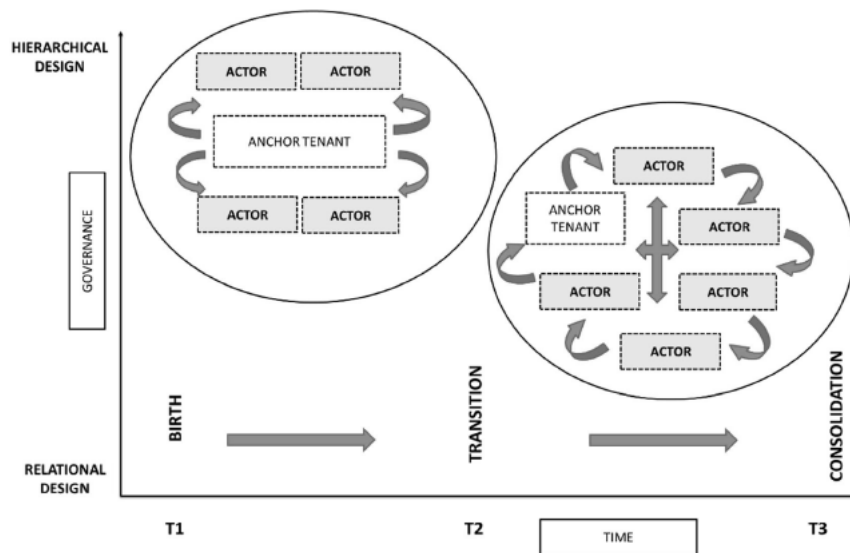 HIERARCHICAL
DESIGN
ACTOR
ACTOR
ANCHOR TENANT
ACTOR
ACTOR
ACTOR
ANCHOR
TENANT
ACTOR
ACTOR
ACTOR
ACTOR
GOVERNANCE
BIRTH
TRANSITION
CONSOLIDATION
RELATIONAL
DESIGN
T1
T2
TIME
T3